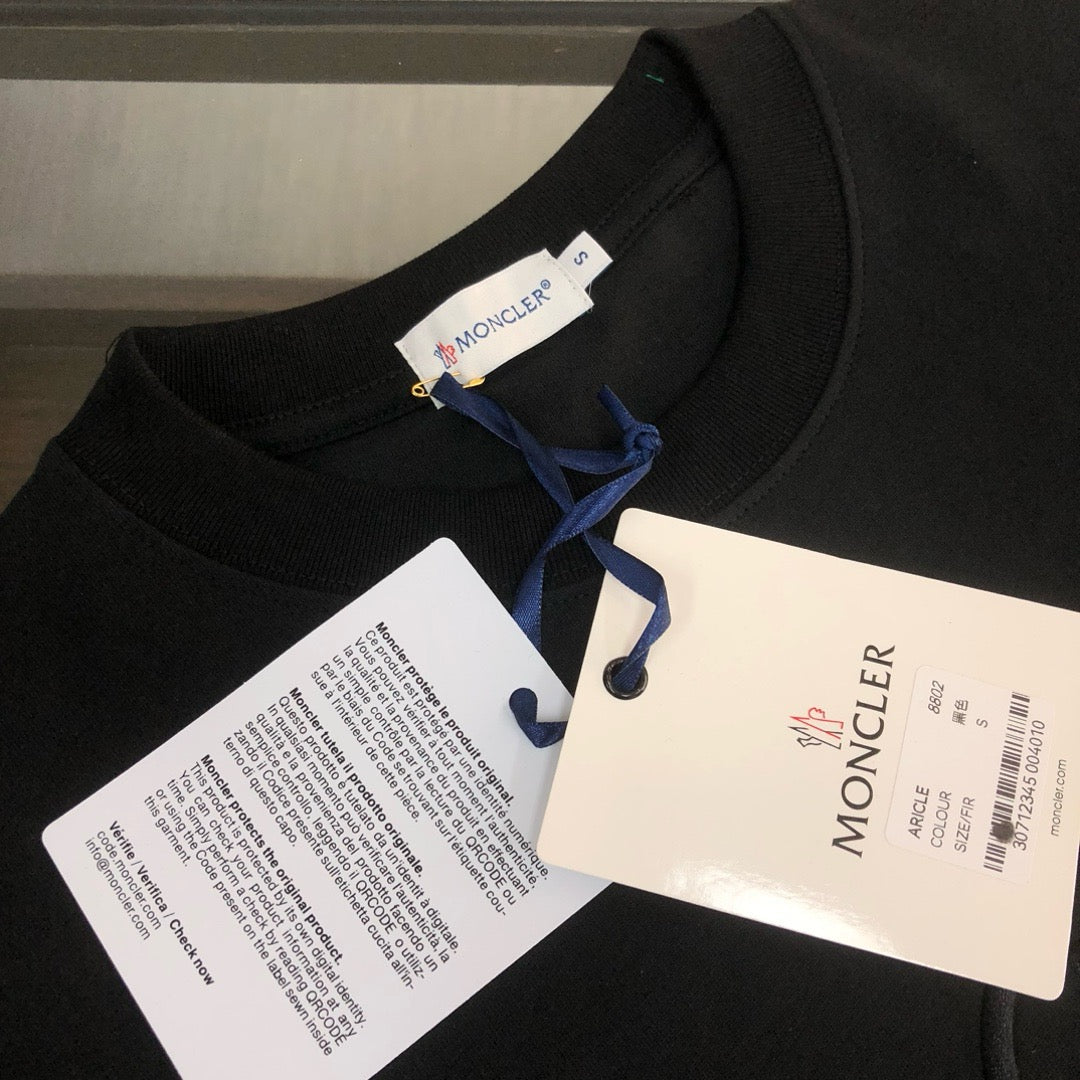 S
MONCLER®
Moncler protège le produit original.
Ce produit est protégé par une identité numérique.
Vous pouvez vérifier à tout moment l'authenticité,
la qualité et la provenance du produit en effectuant
un simple contrôle par la lecture du QRCODE ou
par le biais du Code se trouvant sur l'étiquette cou-
sue à l'intérieur de cette pièce.
Moncler tutela il prodotto originale.
Questo prodotto è tutelato da un'identità digitale.
In qualsiasi momento può verificare l'autenticità, la
qualità e la provenienza del prodotto facendo un
semplice controllo, leggendo il QRCODE o utiliz-
zando il Codice presente sull'etichetta cucita all'in-
terno di questo capo.
Moncler protects the original product.
This product is protected by its own digital identity.
You can check your product information at any
time. Simply perform a check by reading QRCODE
or using the Code present on the label sewn inside
this garment.
Vérifie / Verifica / Check now
code.moncler.com
info@moncler.com
MONCLER
ARICLE 8802
COLOUR 黑色
SIZE/FIR S
30712345 004010
moncler.com